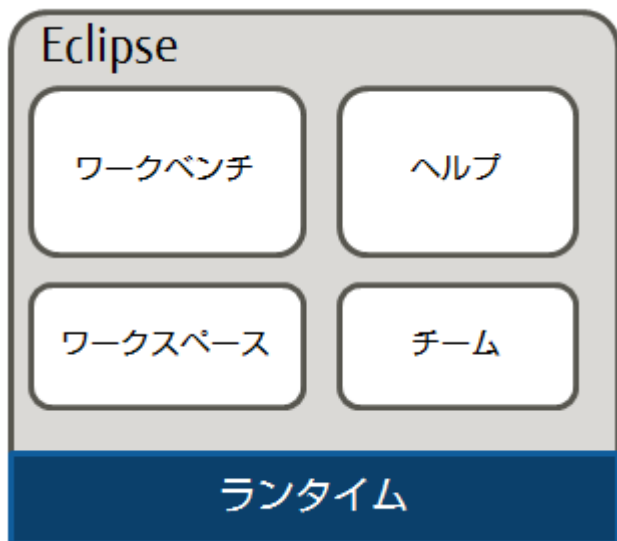 Eclipse
ワークベンチ
ヘルプ
ワークスペース
チーム
ランタイム